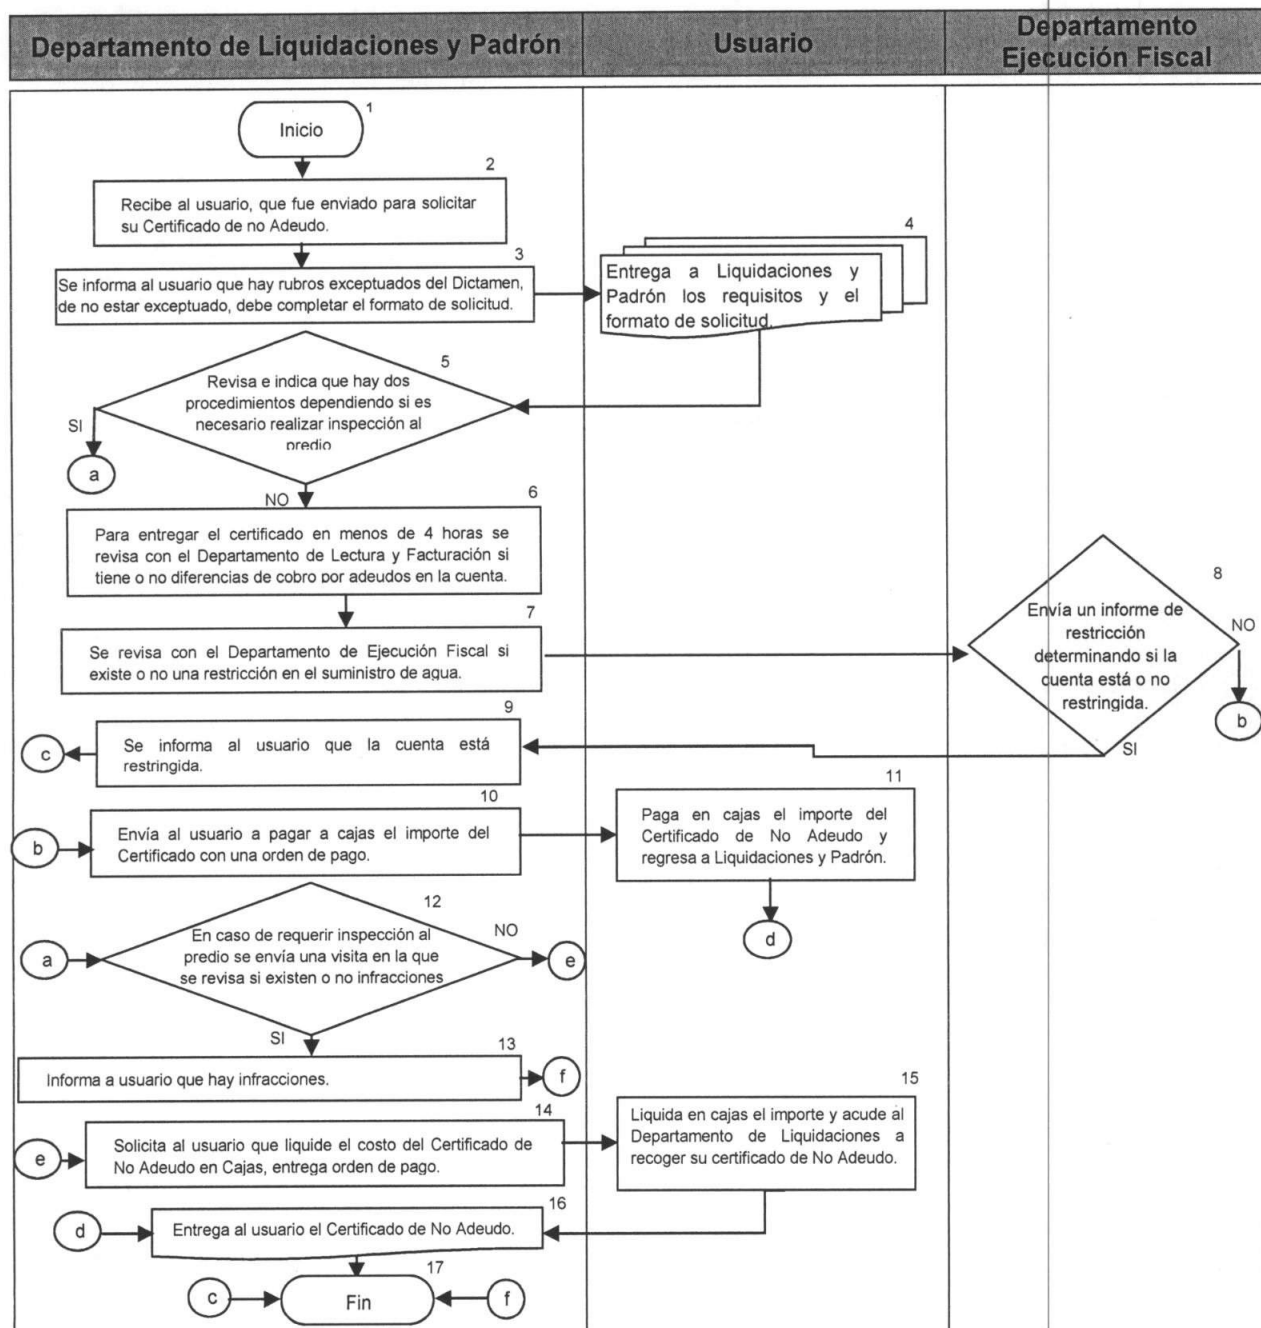 Departamento de Liquidaciones y Padrón
Usuario
Departamento
Ejecución Fiscal
1
Inicio
2
Recibe al usuario, que fue enviado para solicitar
su Certificado de no Adeudo.
3
Se informa al usuario que hay rubros exceptuados del Dictamen,
de no estar exceptuado, debe completar el formato de solicitud.
4
Entrega a Liquidaciones y
Padrón los requisitos y el
formato de solicitud.
5
Revisa e indica que hay dos
procedimientos dependiendo si es
necesario realizar inspección al
predio
SI
a
NO
6
Para entregar el certificado en menos de 4 horas se
revisa con el Departamento de Lectura y Facturación si
tiene o no diferencias de cobro por adeudos en la cuenta.
7
Se revisa con el Departamento de Ejecución Fiscal si
existe o no una restricción en el suministro de agua.
8
Envía un informe de
restricción
determinando si la
cuenta está o no
restringida.
NO
b
SI
9
Se informa al usuario que la cuenta está
restringida.
c
10
Envía al usuario a pagar a cajas el importe del
Certificado con una orden de pago.
b
11
Paga en cajas el importe del
Certificado de No Adeudo y
regresa a Liquidaciones y Padrón.
d
12
En caso de requerir inspección al
predio se envía una visita en la que
se revisa si existen o no infracciones
a
NO
e
SI
13
Informa a usuario que hay infracciones.
f
14
Solicita al usuario que liquide el costo del Certificado de
No Adeudo en Cajas, entrega orden de pago.
e
15
Liquida en cajas el importe y acude al
Departamento de Liquidaciones a
recoger su certificado de No Adeudo.
16
d
Entrega al usuario el Certificado de No Adeudo.
17
c
Fin
f